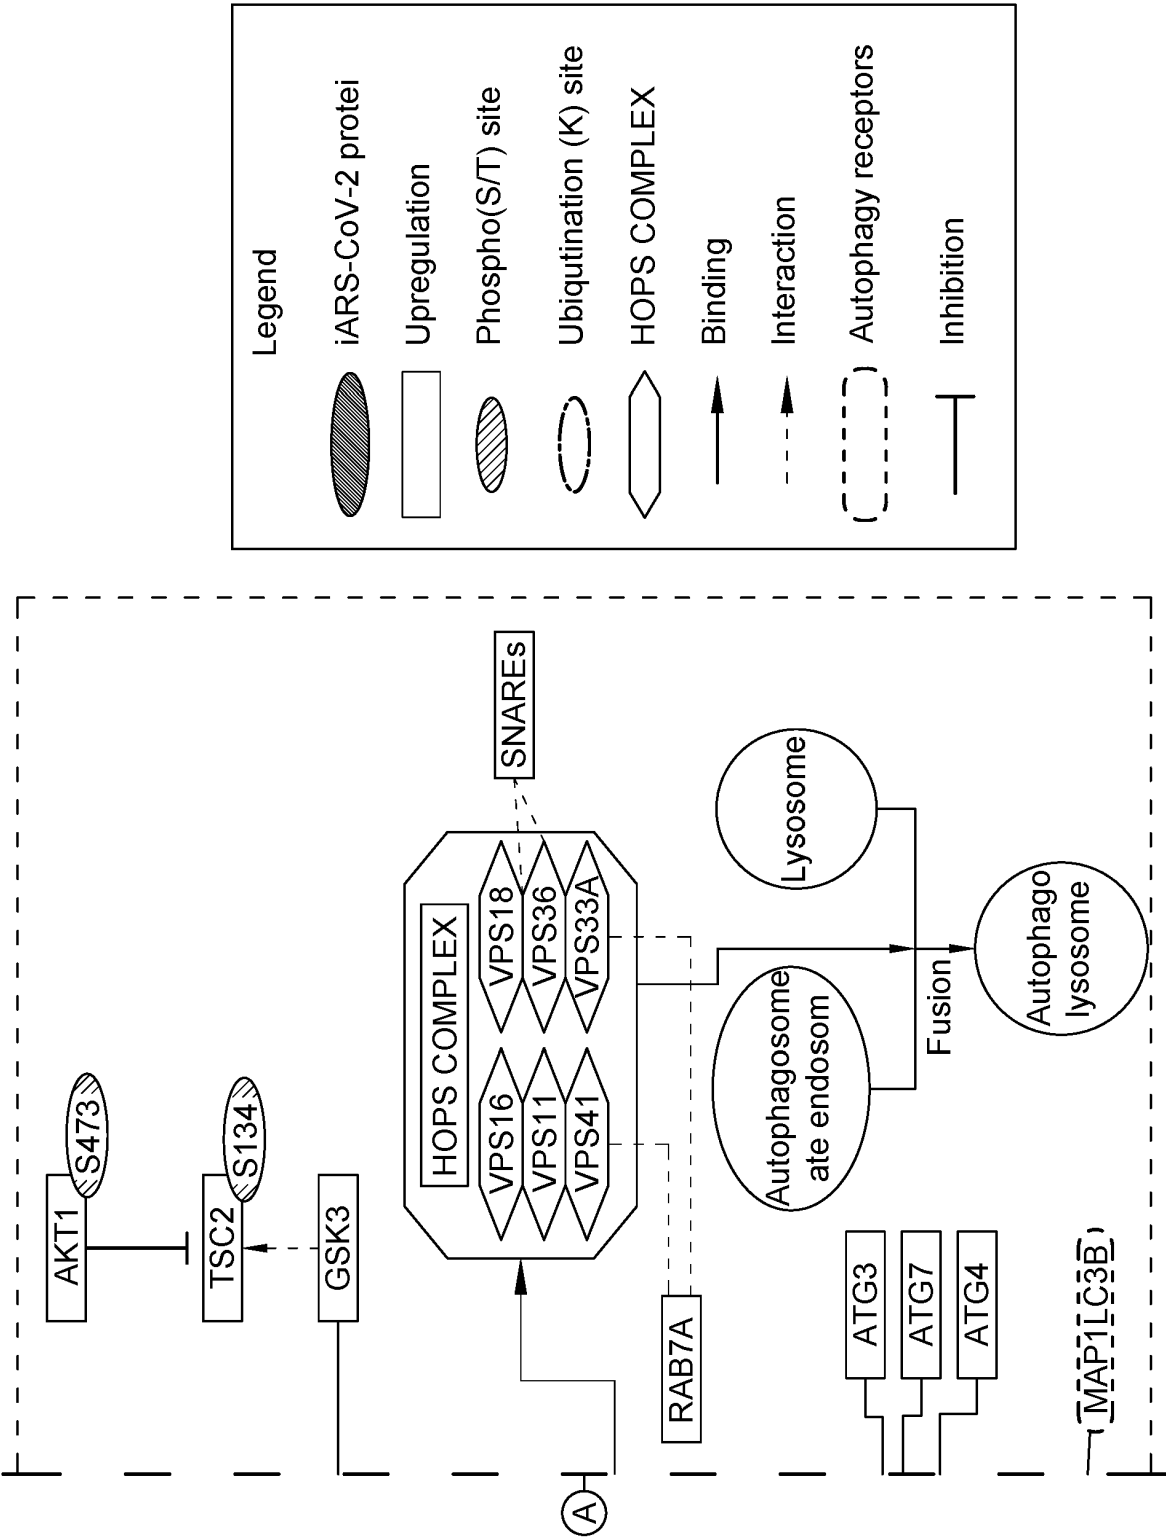 AKT1
S473
TSC2
S134
GSK3
HOPS COMPLEX
VPS16
VPS18
VPS11
VPS36
VPS41
VPS33A
SNAREs
RAB7A
A
Autophagosome
ate endosom
Lysosome
Fusion
Autophago
lysosome
ATG3
ATG7
ATG4
MAP1LC3B
Legend
iARS-CoV-2 protei
Upregulation
Phospho(S/T) site
Ubiqutination (K) site
HOPS COMPLEX
Binding
Interaction
Autophagy receptors
Inhibition